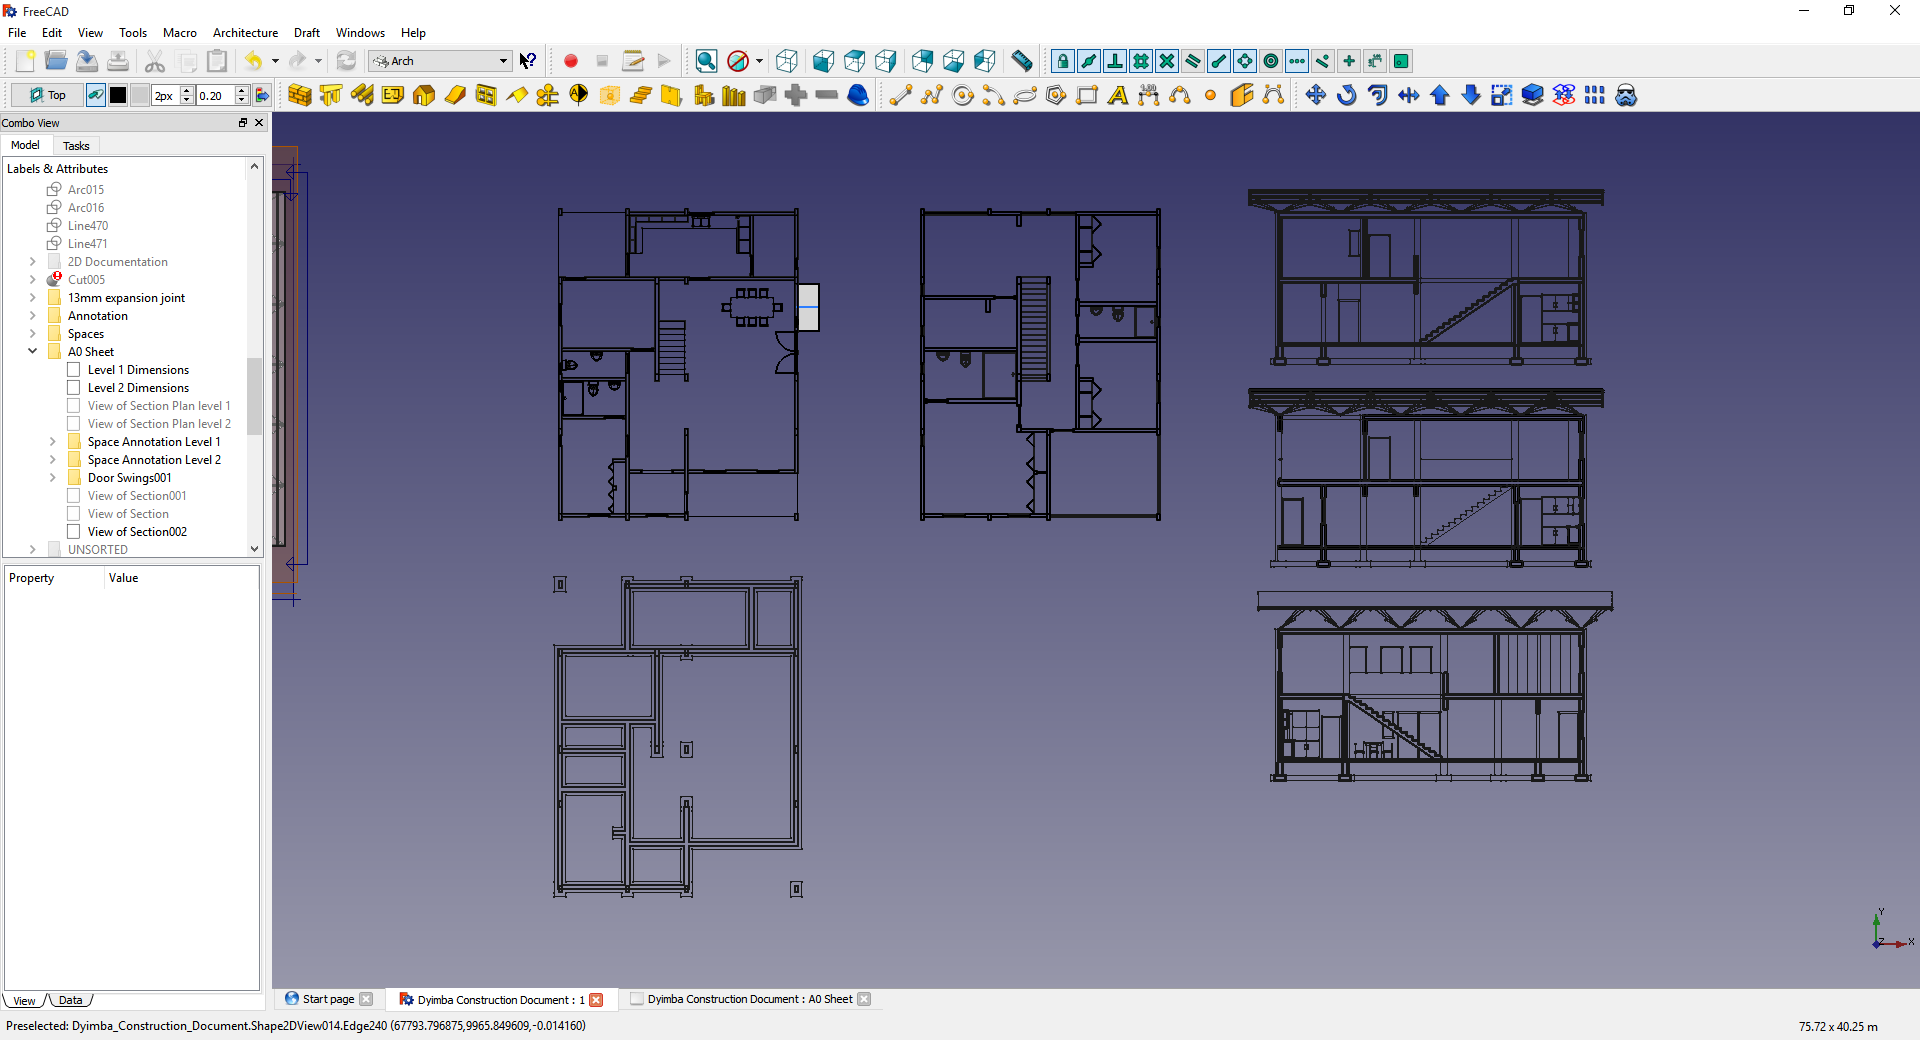 FreeCAD
File Edit View Tools Macro Architecture Draft Windows Help
Arch
Top 2px 0.20
Combo View
Model Tasks
Labels & Attributes
Arc015
Arc016
Line470
Line471
2D Documentation
Cut005
13mm expansion joint
Annotation
Spaces
A0 Sheet
Level 1 Dimensions
Level 2 Dimensions
View of Section Plan level 1
View of Section Plan level 2
Space Annotation Level 1
Space Annotation Level 2
Door Swings001
View of Section001
View of Section
View of Section002
UNSORTED
Property Value
Y
Z X
View Data
Start page Dyimba Construction Document : 1 Dyimba Construction Document : A0 Sheet
Preselected: Dyimba_Construction_Document.Shape2DView014.Edge240 (67793.796875,9965.849609,-0.014160)
75.72 x 40.25 m